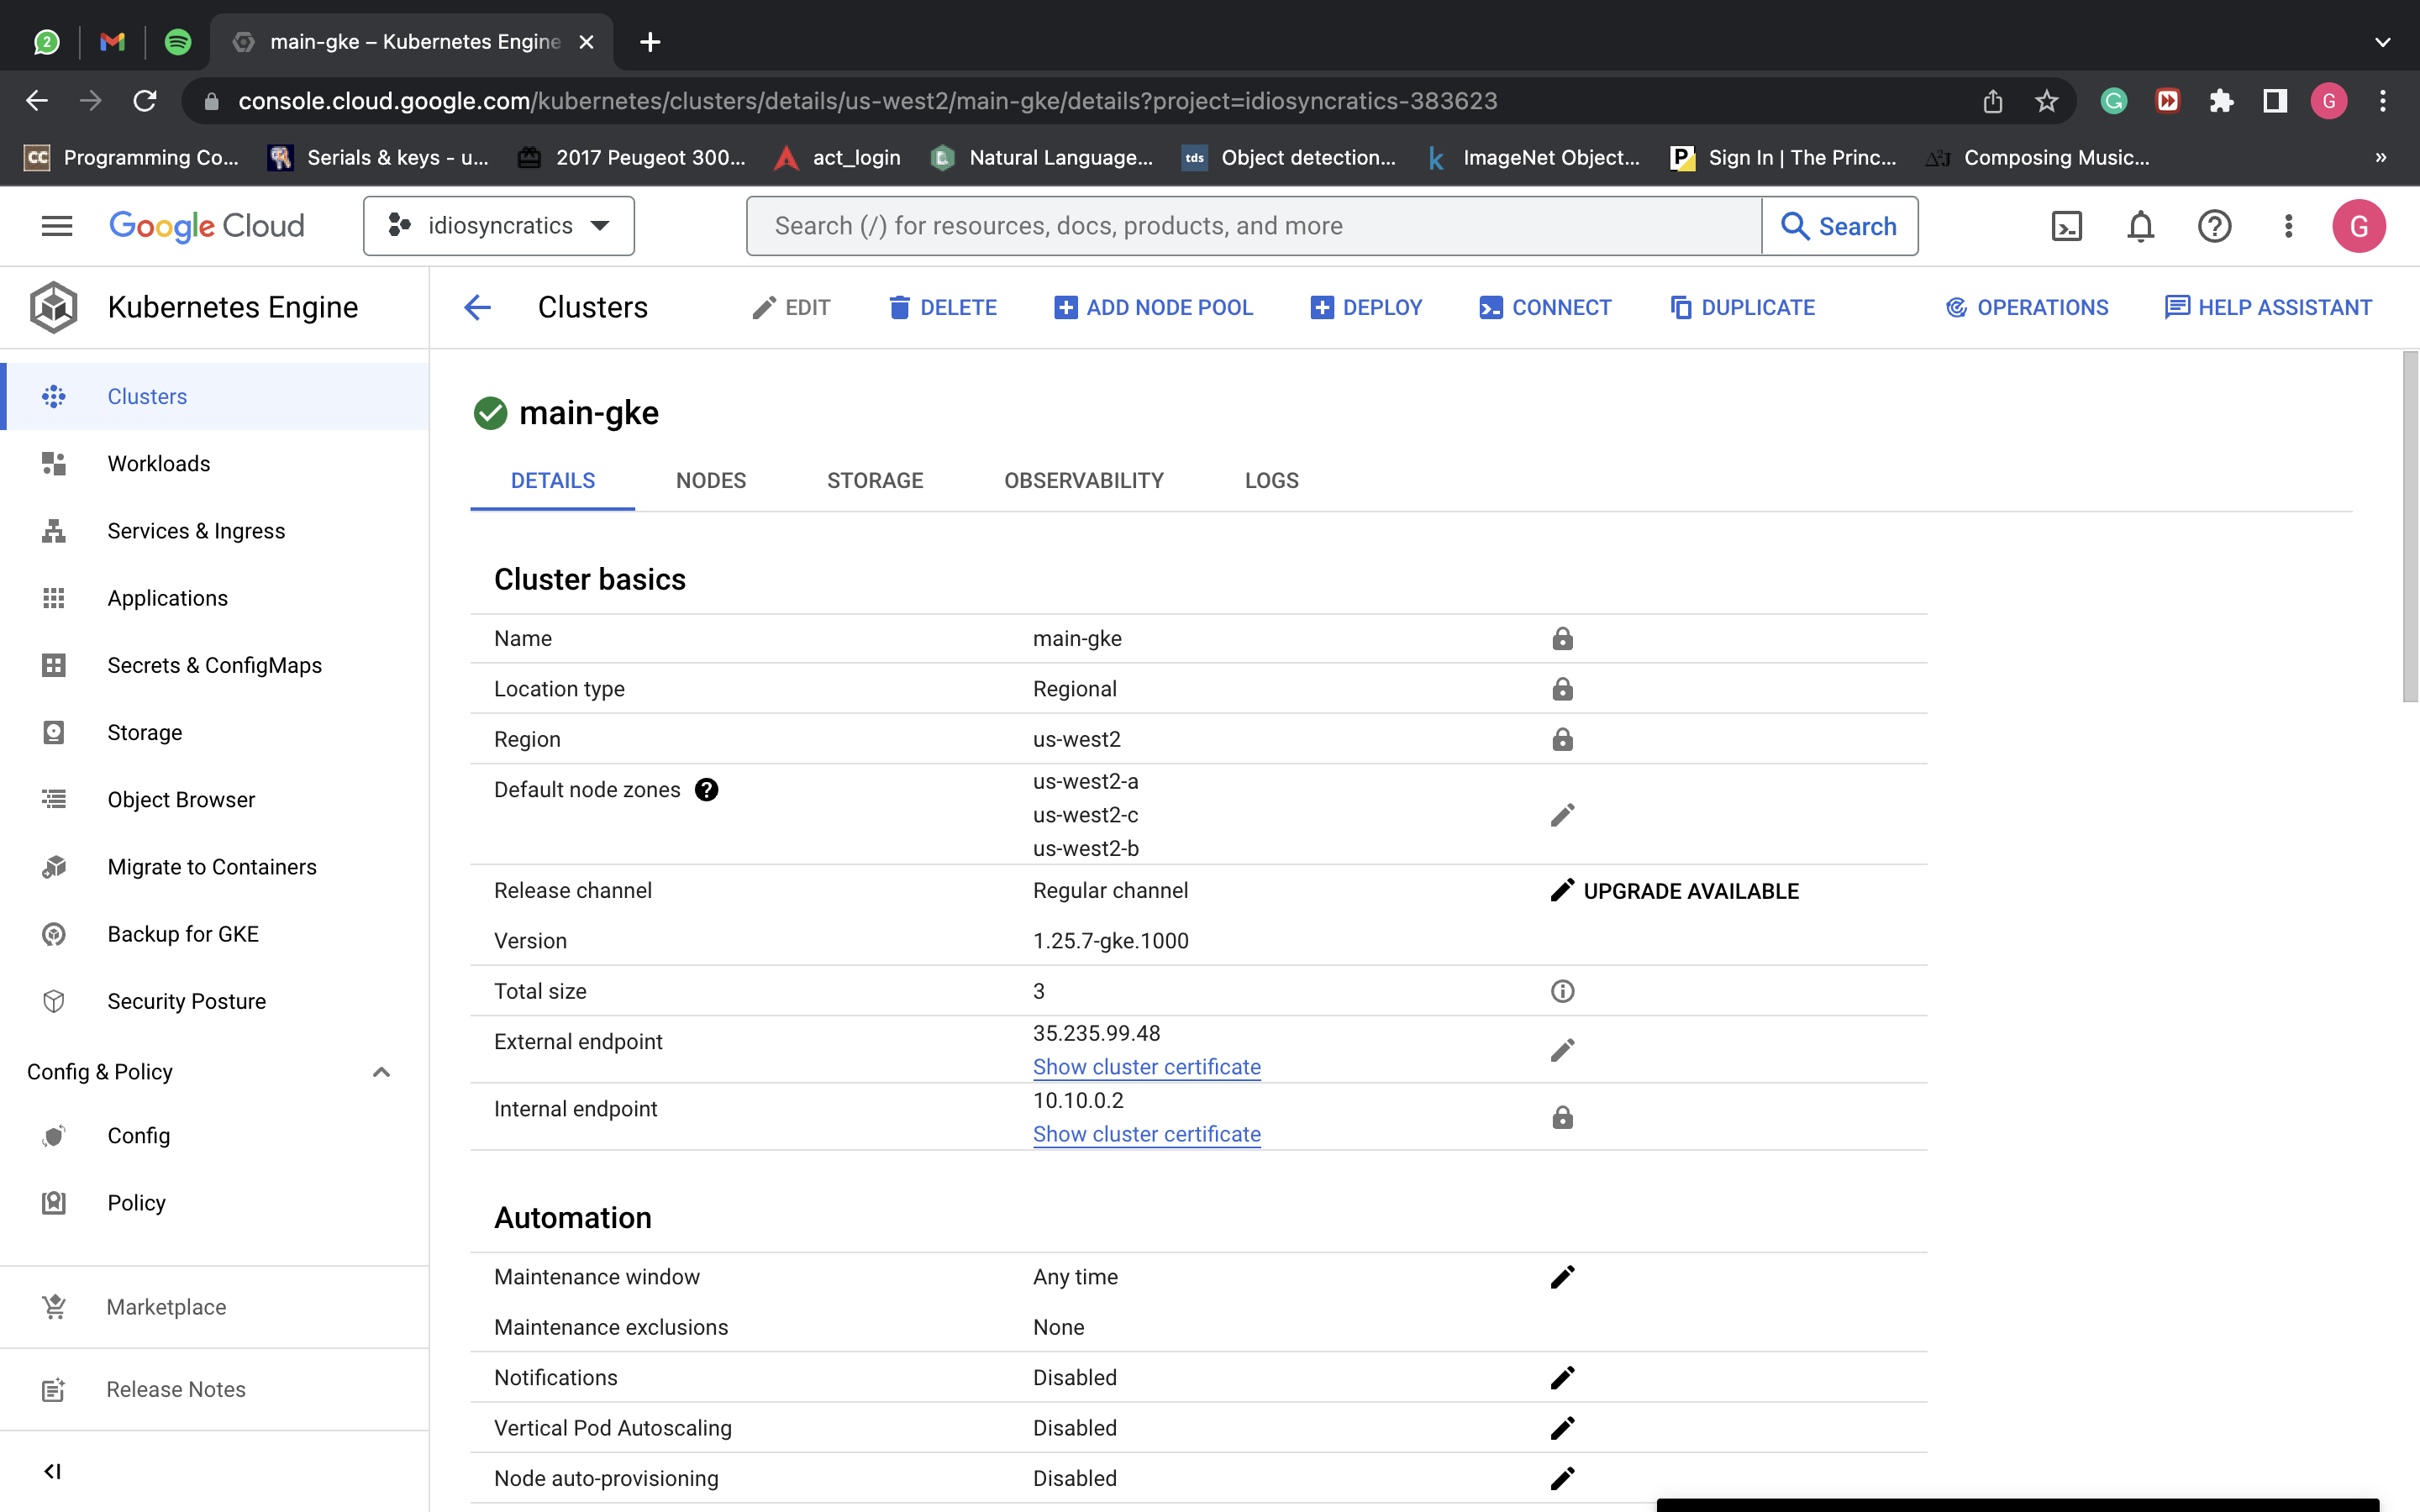 2
main-gke – Kubernetes Engine
console.cloud.google.com/kubernetes/clusters/details/us-west2/main-gke/details?project=idiosyncratics-383623
G
CC Programming Co...
Serials & keys - u...
2017 Peugeot 300...
act_login
Natural Language...
tds Object detection...
k ImageNet Object...
P Sign In | The Princ...
Composing Music...
»
Google Cloud
idiosyncratics
Search (/) for resources, docs, products, and more
Search
G
Kubernetes Engine
Clusters
EDIT
DELETE
ADD NODE POOL
DEPLOY
CONNECT
DUPLICATE
OPERATIONS
HELP ASSISTANT
Clusters
Workloads
Services & Ingress
Applications
Secrets & ConfigMaps
Storage
Object Browser
Migrate to Containers
Backup for GKE
Security Posture
Config & Policy
Config
Policy
Marketplace
Release Notes
main-gke
DETAILS
NODES
STORAGE
OBSERVABILITY
LOGS
Cluster basics
Name main-gke
Location type Regional
Region us-west2
Default node zones ? us-west2-a
us-west2-c
us-west2-b
Release channel Regular channel UPGRADE AVAILABLE
Version 1.25.7-gke.1000
Total size 3
External endpoint 35.235.99.48
Show cluster certificate
Internal endpoint 10.10.0.2
Show cluster certificate
Automation
Maintenance window Any time
Maintenance exclusions None
Notifications Disabled
Vertical Pod Autoscaling Disabled
Node auto-provisioning Disabled